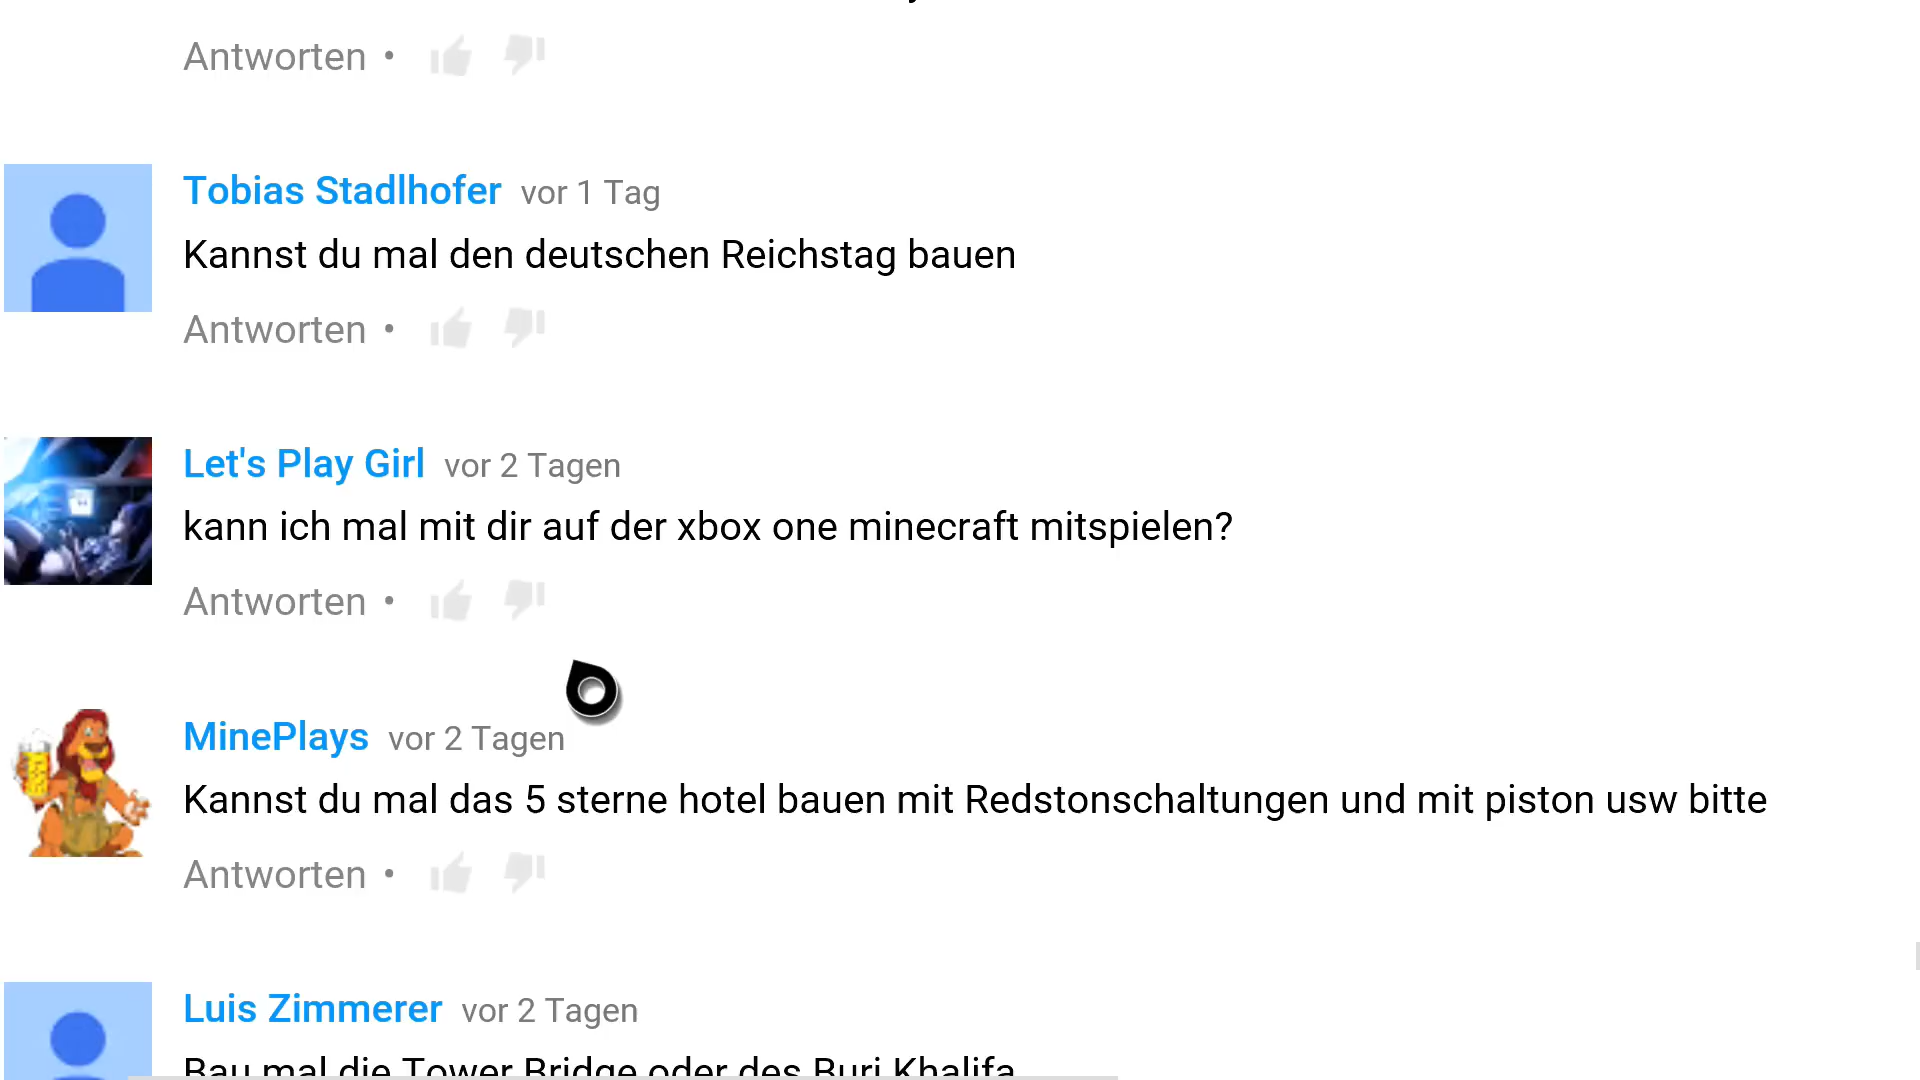 Antworten •
Tobias Stadlhofer vor 1 Tag
Kannst du mal den deutschen Reichstag bauen
Antworten •
Let's Play Girl vor 2 Tagen
kann ich mal mit dir auf der xbox one minecraft mitspielen?
Antworten •
MinePlays vor 2 Tagen
Kannst du mal das 5 sterne hotel bauen mit Redstonschaltungen und mit piston usw bitte
Antworten •
Luis Zimmerer vor 2 Tagen
Bau mal die Tower Bridge oder des Burj Khalifa